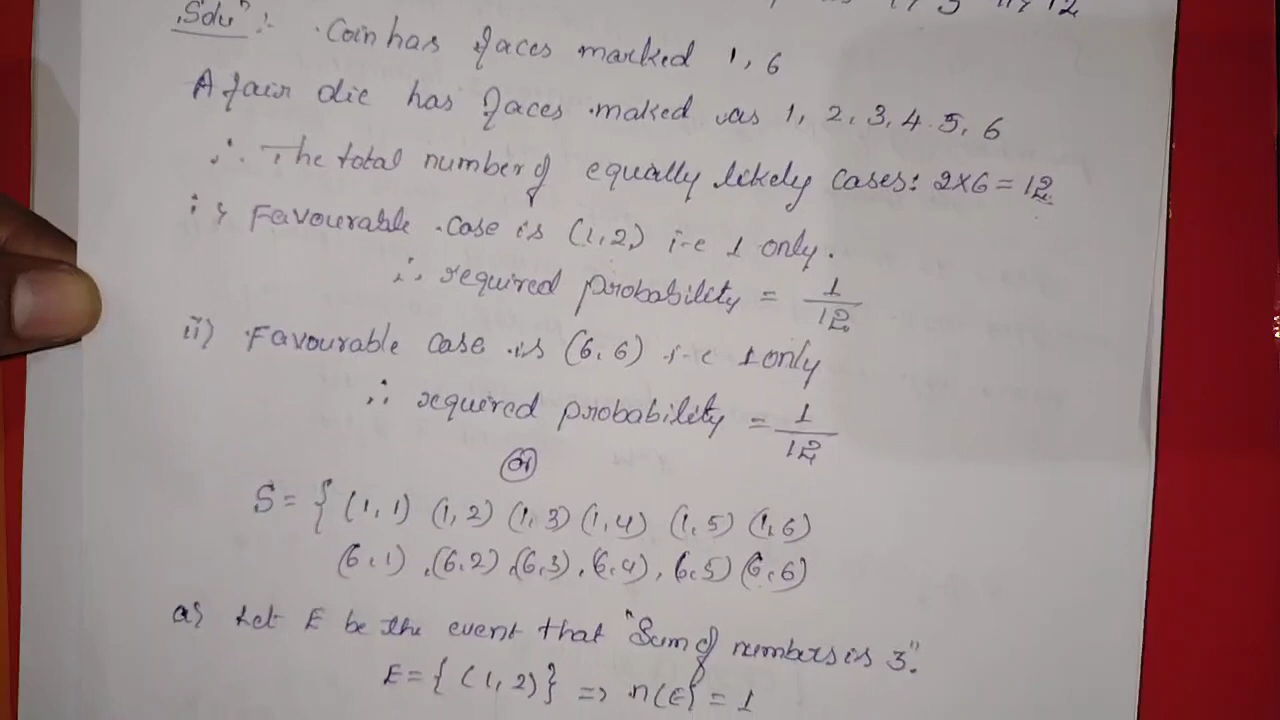 Solu :- Coin has faces marked 1, 6
A fair die has faces maked as 1, 2, 3, 4. 5, 6
∴ The total number of equally likely cases: 2×6 = 12
i) Favourable case is (1,2) i-e 1 only.
∴ required probability = 1/12
ii) Favourable case is (6,6) i-e 1 only
∴ required probability = 1/12
or
S = { (1,1) (1,2) (1,3) (1,4) (1,5) (1,6)
(6,1), (6,2), (6,3), (6,4), (6,5) (6,6)
a) Let E be the event that "Sum of numbers is 3".
E = { (1,2) } => n(E) = 1